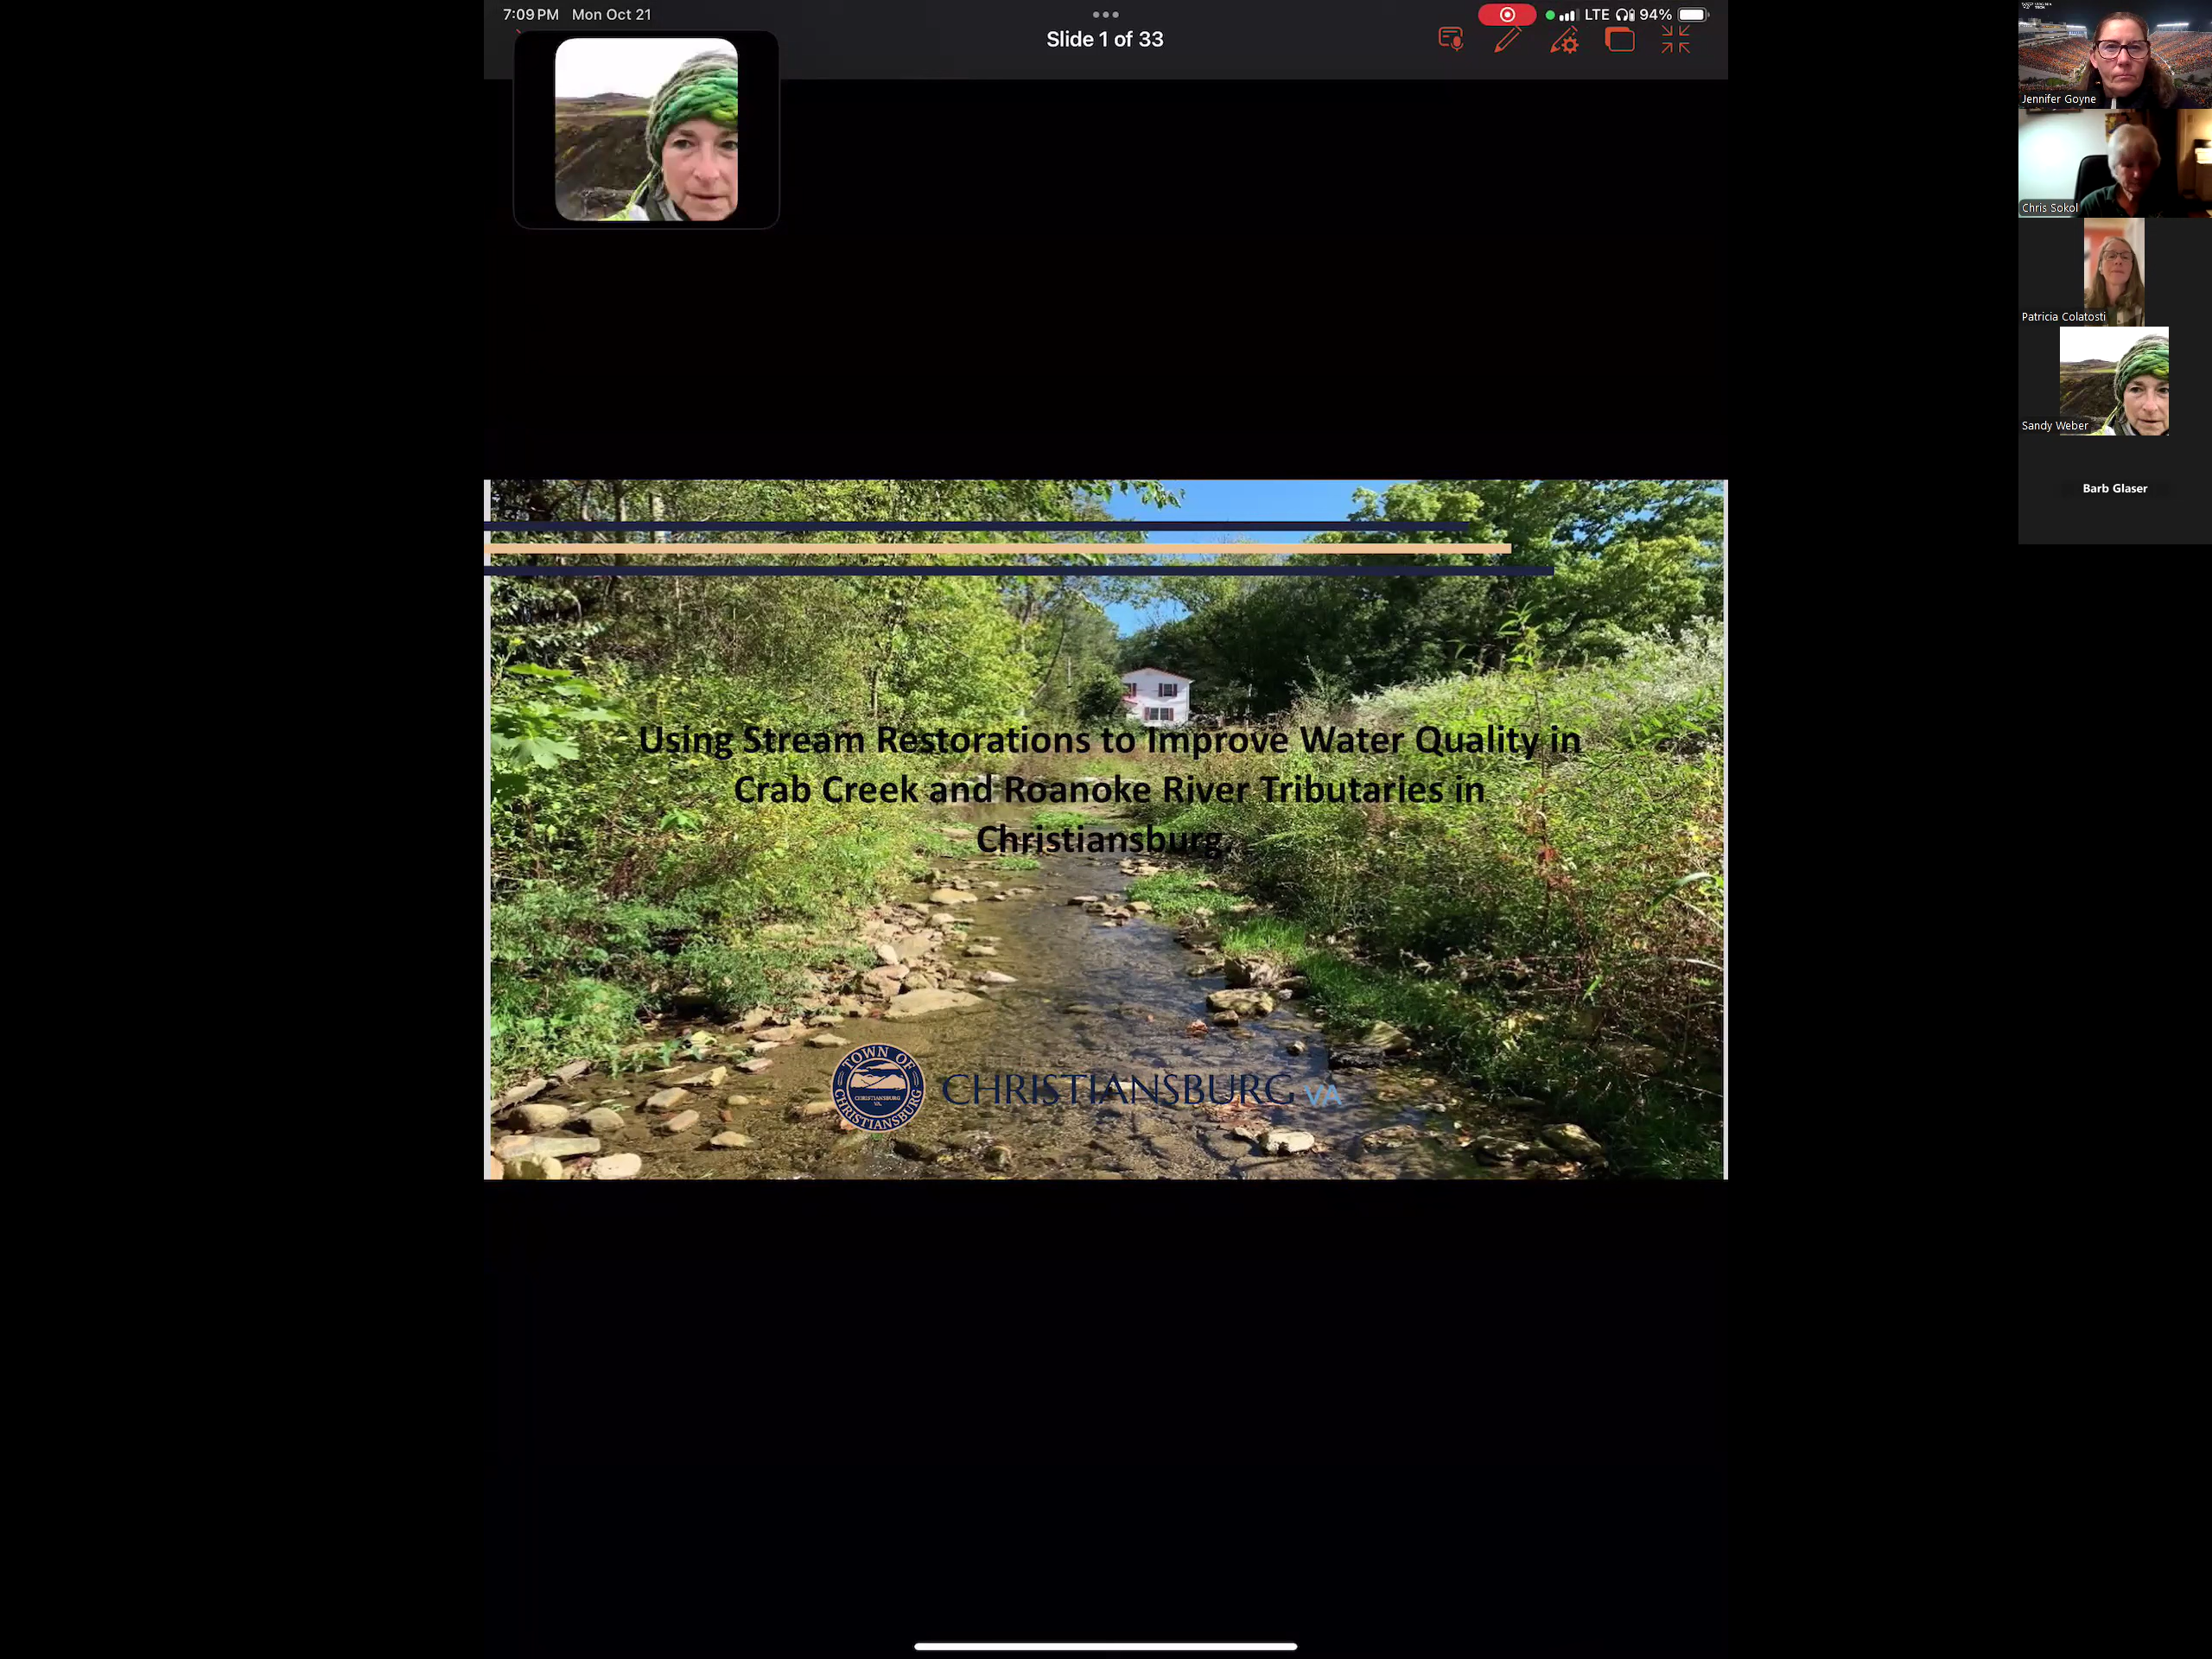 7:09 PM Mon Oct 21
LTE 94%
Slide 1 of 33
Using Stream Restorations to Improve Water Quality in
Crab Creek and Roanoke River Tributaries in
Christiansburg.
TOWN OF
CHRISTIANSBURG
CHRISTIANSBURG
VA.
CHRISTIANSBURG VA
Jennifer Goyne
Chris Sokol
Patricia Colatosti
Sandy Weber
Barb Glaser